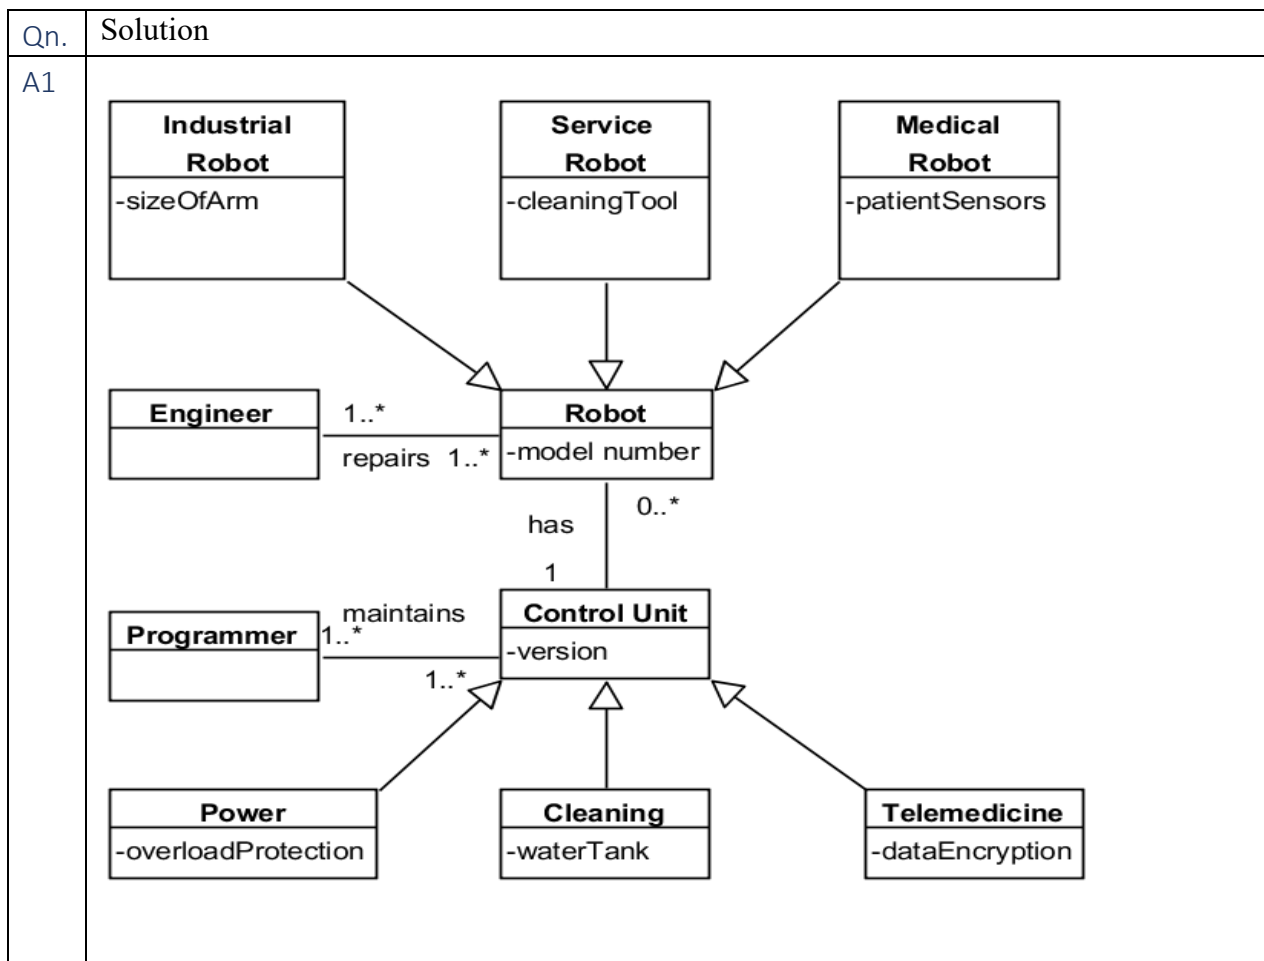 Qn.
Solution
A1
Industrial
Robot
-sizeOfArm
Service
Robot
-cleaningTool
Medical
Robot
-patientSensors
Engineer
1..*
repairs 1..*
Robot
-model number
0..*
has
1
Programmer
maintains
1..*
1..*
Control Unit
-version
Power
-overloadProtection
Cleaning
-waterTank
Telemedicine
-dataEncryption